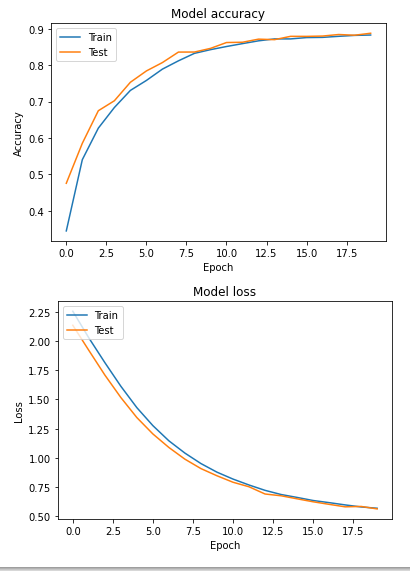 Model accuracy
0.9
0.8
0.7
0.6
0.5
0.4
Accuracy
Train
Test
0.0 2.5 5.0 7.5 10.0 12.5 15.0 17.5
Epoch
Model loss
2.25
2.00
1.75
1.50
1.25
1.00
0.75
0.50
Loss
Train
Test
0.0 2.5 5.0 7.5 10.0 12.5 15.0 17.5
Epoch